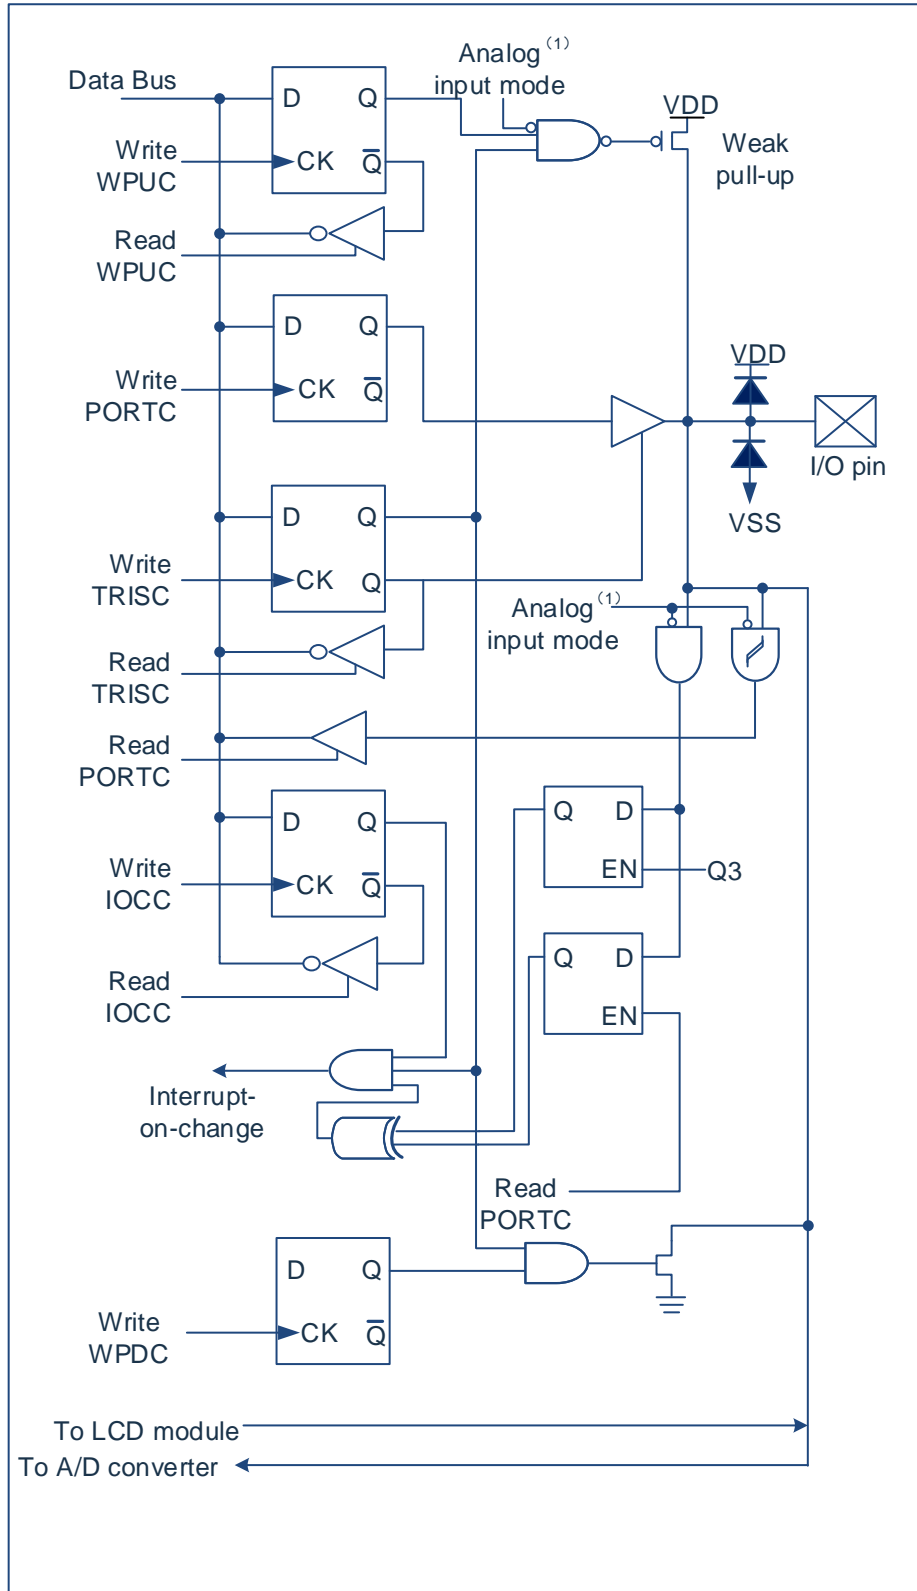 Analog (1)
input mode
Data Bus
D
Q
VDD
Write
WPUC
CK
Q
Weak
pull-up
Read
WPUC
D
Q
VDD
Write
PORTC
CK
Q
I/O pin
VSS
D
Q
Write
TRISC
CK
Q
Analog (1)
input mode
Read
TRISC
Read
PORTC
D
Q
Q
D
Write
IOCC
CK
Q
EN
Q3
Read
IOCC
Q
D
EN
Interrupt-
on-change
Read
PORTC
D
Q
Write
WPDC
CK
Q
To LCD module
To A/D converter